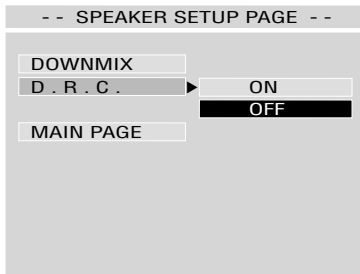 - - SPEAKER SETUP PAGE - -
DOWNMIX
D . R . C .
ON
OFF
MAIN PAGE